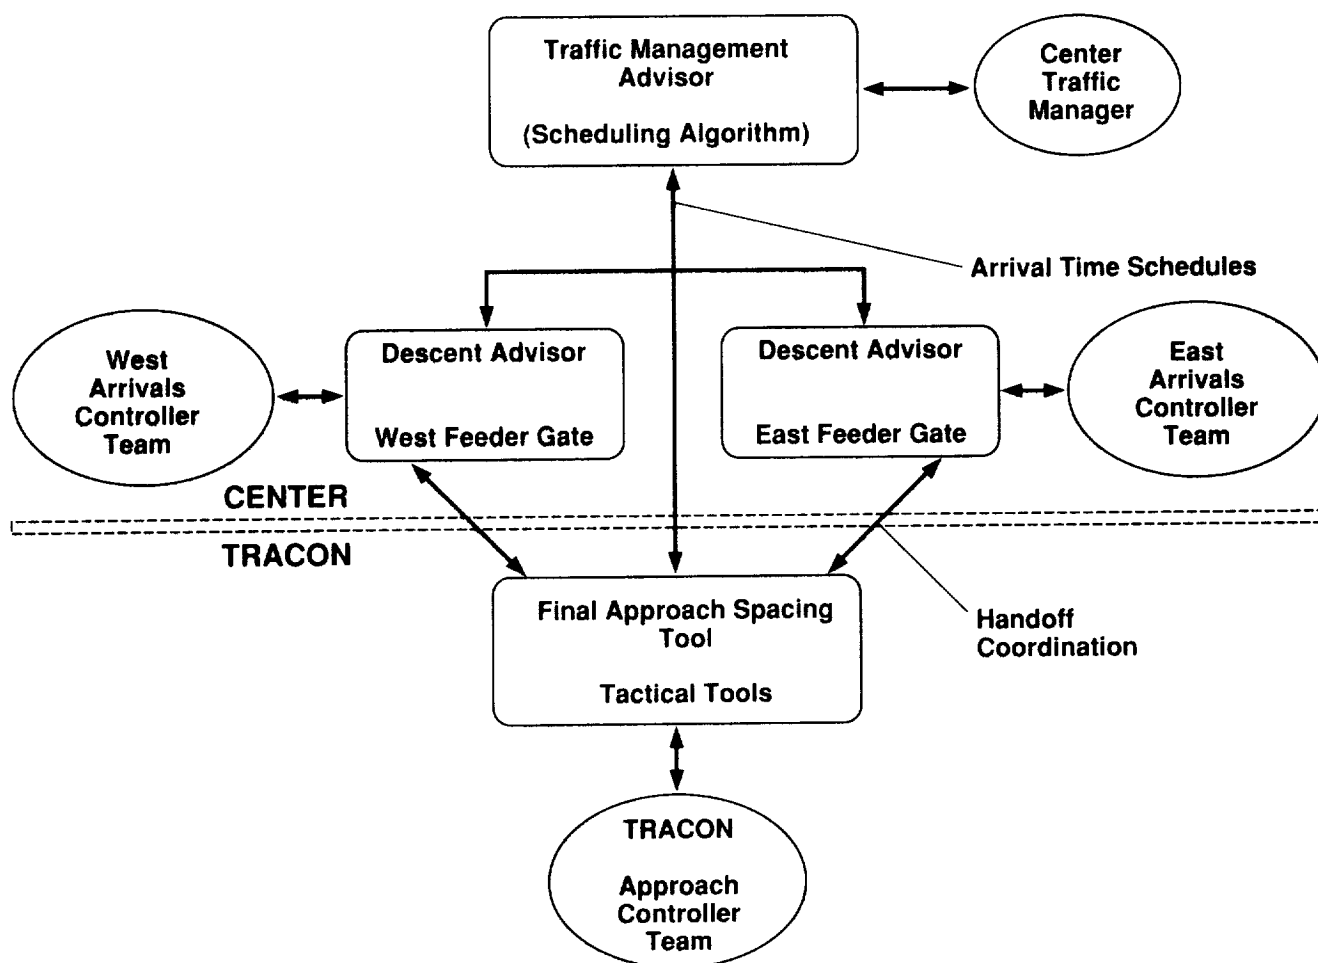 Traffic Management
Advisor
(Scheduling Algorithm)
Center
Traffic
Manager
Arrival Time Schedules
West
Arrivals
Controller
Team
Descent Advisor
West Feeder Gate
Descent Advisor
East Feeder Gate
East
Arrivals
Controller
Team
CENTER
TRACON
Final Approach Spacing
Tool
Tactical Tools
Handoff
Coordination
TRACON
Approach
Controller
Team